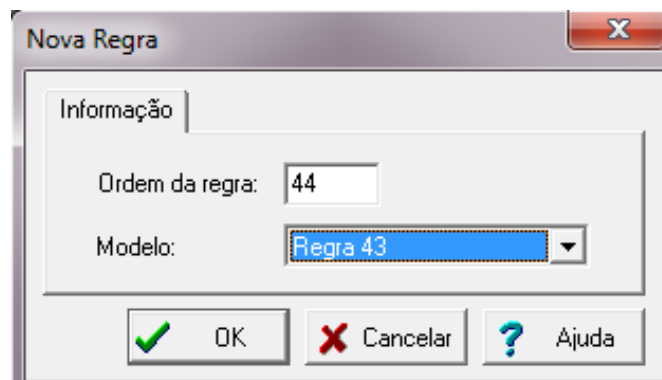 Nova Regra
Informação
Ordem da regra: 44
Modelo: Regra 43
OK Cancelar Ajuda